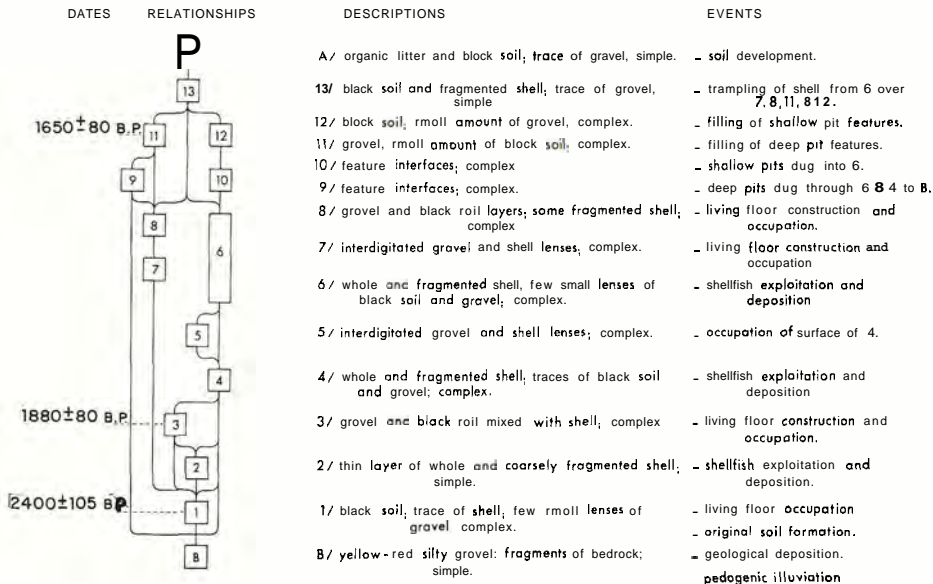 DATES RELATIONSHIPS DESCRIPTIONS EVENTS
P
A/ organic litter and block soil; trace of gravel, simple. – soil development.
13
13/ black soil and fragmented shell; trace of grovel, – trampling of shell from 6 over
simple 7, 8, 11, 812.
1650±80 B.P. 11 12
12/ block soil; rmoll amount of grovel, complex. – filling of shallow pit features.
11/ grovel, rmoll amount of block soil; complex. – filling of deep pit features.
10/ feature interfaces; complex – shallow pits dug into 6.
9 10
9/ feature interfaces; complex. – deep pits dug through 6 8 4 to B.
8/ grovel and black roil layers; some fragmented shell; – living floor construction and
complex occupation.
8 6
7/ interdigitated gravel and shell lenses; complex. – living floor construction and
occupation
7
6/ whole and fragmented shell, few small lenses of – shellfish exploitation and
black soil and gravel; complex. deposition
5
5/ interdigitated grovel and shell lenses; complex. – occupation of surface of 4.
4
4/ whole and fragmented shell; traces of black soil – shellfish exploitation and
and grovel; complex. deposition
1880±80 B.P. 3
3/ grovel and black roil mixed with shell; complex – living floor construction and
occupation.
2
2/ thin layer of whole and coarsely fragmented shell; – shellfish exploitation and
simple. deposition.
2400±105 B.P. 1
1/ black soil; trace of shell; few rmoll lenses of – living floor occupation
gravel complex. – original soil formation.
B
B/ yellow-red silty grovel: fragments of bedrock; – geological deposition.
simple. pedogenic illuviation